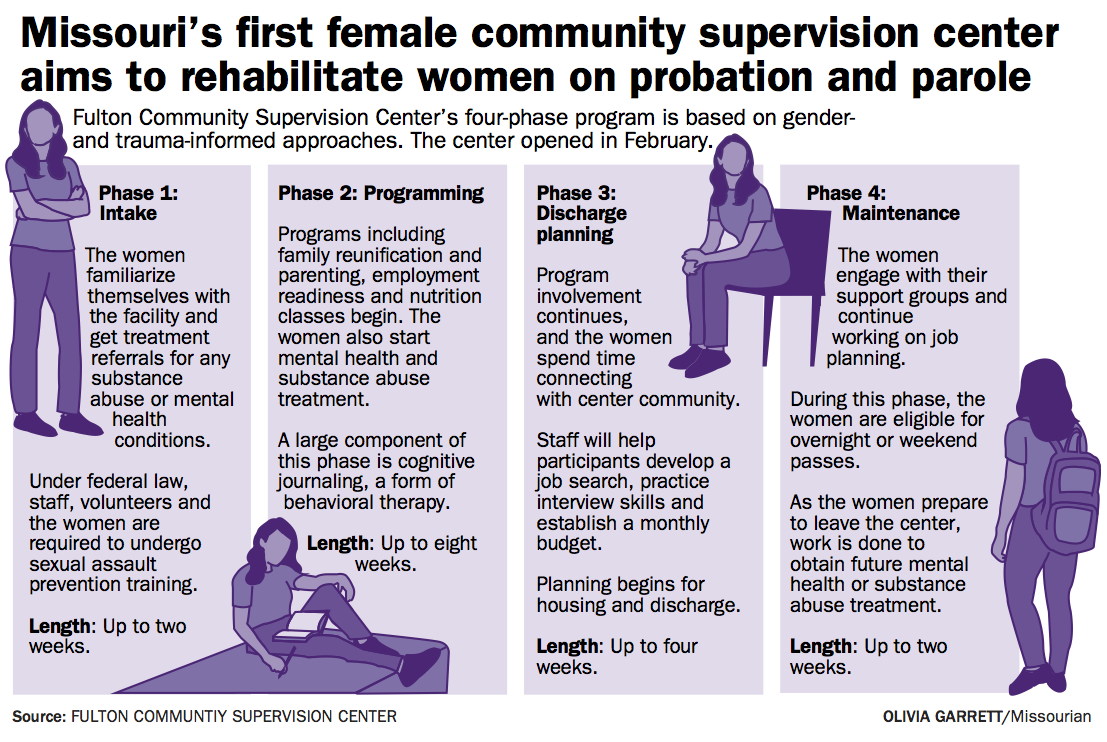 Missouri's first female community supervision center
aims to rehabilitate women on probation and parole
Fulton Community Supervision Center's four-phase program is based on gender-
and trauma-informed approaches. The center opened in February.
Phase 1:
Intake
The women
familiarize
themselves with
the facility and
get treatment
referrals for any
substance
abuse or mental
health
conditions.
Under federal law,
staff, volunteers and
the women are
required to undergo
sexual assault
prevention training.
Length: Up to two
weeks.
Phase 2: Programming
Programs including
family reunification and
parenting, employment
readiness and nutrition
classes begin. The
women also start
mental health and
substance abuse
treatment.
A large component of
this phase is cognitive
journaling, a form of
behavioral therapy.
Length: Up to eight
weeks.
Phase 3:
Discharge
planning
Program
involvement
continues,
and the women
spend time
connecting
with center community.
Staff will help
participants develop a
job search, practice
interview skills and
establish a monthly
budget.
Planning begins for
housing and discharge.
Length: Up to four
weeks.
Phase 4:
Maintenance
The women
engage with their
support groups and
continue
working on job
planning.
During this phase, the
women are eligible for
overnight or weekend
passes.
As the women prepare
to leave the center,
work is done to
obtain future mental
health or substance
abuse treatment.
Length: Up to two
weeks.
Source: FULTON COMMUNTIY SUPERVISION CENTER
OLIVIA GARRETT/Missourian